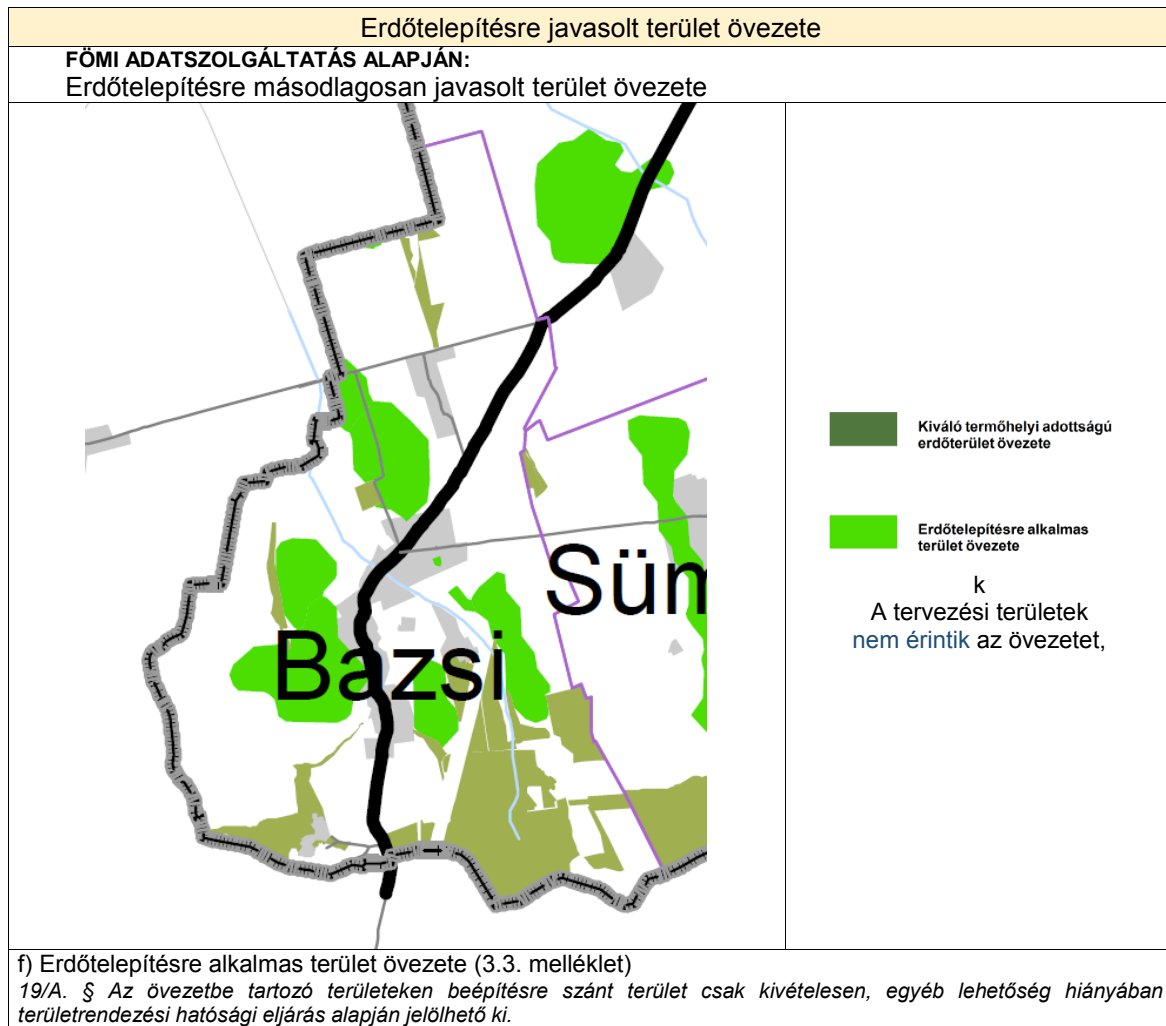 Erdőtelepítésre javasolt terület övezete
FÖMI ADATSZOLGÁLTATÁS ALAPJÁN:
Erdőtelepítésre másodlagosan javasolt terület övezete
Süm
Bazsi
Kiváló termőhelyi adottságú
erdőterület övezete
Erdőtelepítésre alkalmas
terület övezete
k
A tervezési területek
nem érintik az övezetet,
f) Erdőtelepítésre alkalmas terület övezete (3.3. melléklet)
19/A. § Az övezetbe tartozó területeken beépítésre szánt terület csak kivételesen, egyéb lehetőség hiányában
területrendezési hatósági eljárás alapján jelölhető ki.